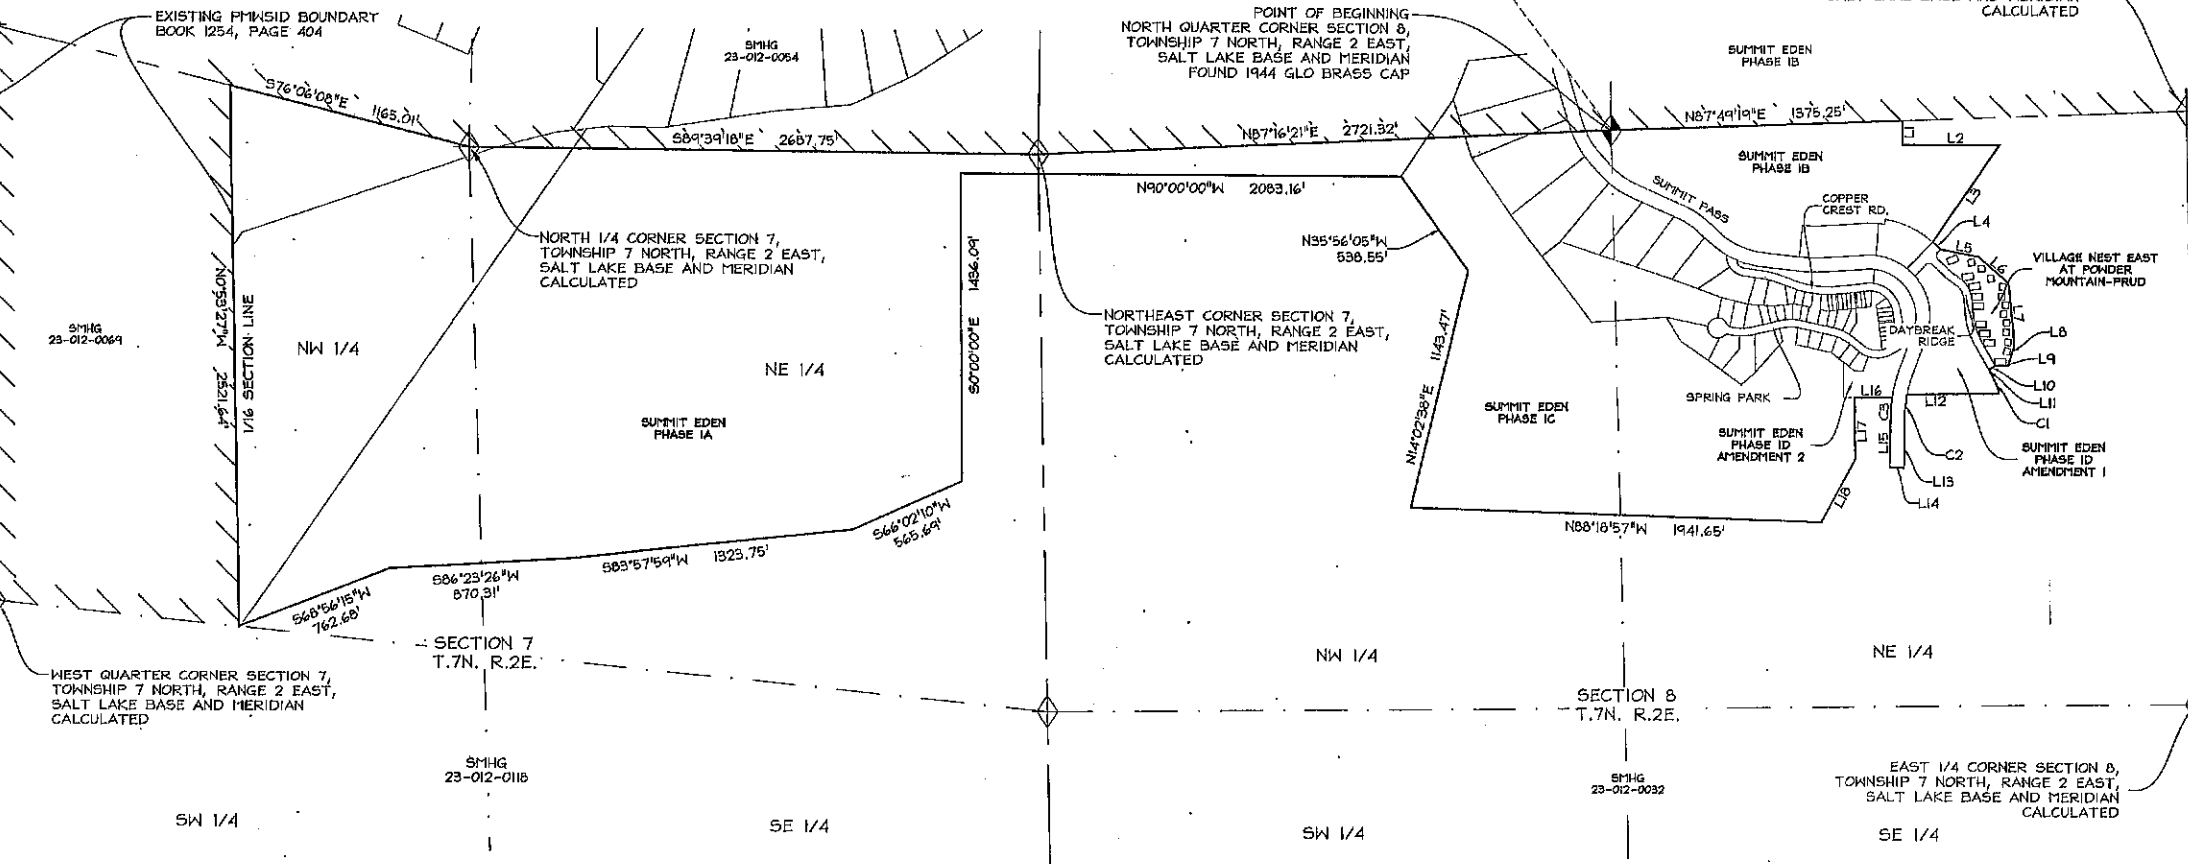 EXISTING PMWSID BOUNDARY
BOOK 1254, PAGE 404
SMHG
23-012-0054
POINT OF BEGINNING
NORTH QUARTER CORNER SECTION 8,
TOWNSHIP 7 NORTH, RANGE 2 EAST,
SALT LAKE BASE AND MERIDIAN
FOUND 1944 GLO BRASS CAP
SUMMIT EDEN
PHASE 1B
CALCULATED
S76°06'08"E 1165.01'
S89°39'18"E 2687.75'
N87°16'21"E 2721.32'
N87°49'19"E 1375.25'
L1
L2
L3
L4
L5
L6
L7
L8
L9
L10
L11
C1
SUMMIT EDEN
PHASE 1B
SUMMIT PASS
COPPER
CREST RD.
VILLAGE NEST EAST
AT POWDER
MOUNTAIN-PRUD
DAYBREAK
RIDGE
N90°00'00"W 2083.16'
N35°56'05"W
538.55'
NORTH 1/4 CORNER SECTION 7,
TOWNSHIP 7 NORTH, RANGE 2 EAST,
SALT LAKE BASE AND MERIDIAN
CALCULATED
S0°00'00"E 1436.09'
NORTHEAST CORNER SECTION 7,
TOWNSHIP 7 NORTH, RANGE 2 EAST,
SALT LAKE BASE AND MERIDIAN
CALCULATED
SMHG
23-012-0069
N0°53'27"W 2521.64'
1/16 SECTION LINE
NW 1/4
NE 1/4
SUMMIT EDEN
PHASE 1A
N14°02'38"E 1143.47'
SUMMIT EDEN
PHASE 1C
SPRING PARK
L16
L12
L17
L15
C3
C2
L13
L14
L18
SUMMIT EDEN
PHASE 1D
AMENDMENT 2
SUMMIT EDEN
PHASE 1D
AMENDMENT 1
S66°02'10"W
565.69'
S83°57'59"W 1323.75'
S86°23'26"W
870.31'
S68°56'15"W
762.68'
N88°18'57"W 1941.65'
SECTION 7
T.7N. R.2E.
NW 1/4
NE 1/4
WEST QUARTER CORNER SECTION 7,
TOWNSHIP 7 NORTH, RANGE 2 EAST,
SALT LAKE BASE AND MERIDIAN
CALCULATED
SECTION 8
T.7N. R.2E.
SMHG
23-012-0118
SMHG
23-012-0032
EAST 1/4 CORNER SECTION 8,
TOWNSHIP 7 NORTH, RANGE 2 EAST,
SALT LAKE BASE AND MERIDIAN
CALCULATED
SW 1/4
SE 1/4
SW 1/4
SE 1/4